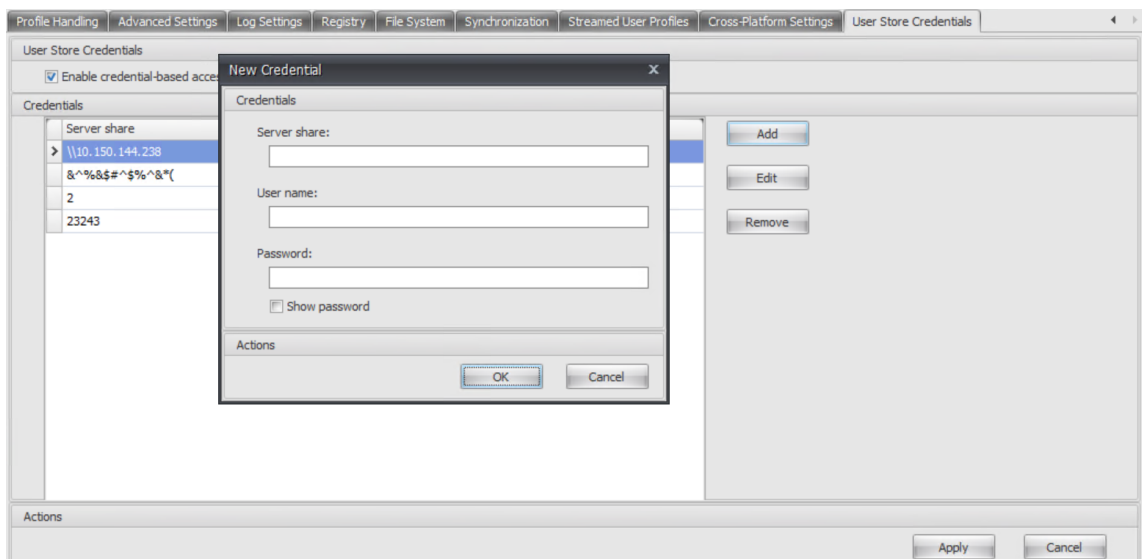 Profile Handling Advanced Settings Log Settings Registry File System Synchronization Streamed User Profiles Cross-Platform Settings User Store Credentials
User Store Credentials
Enable credential-based
Credentials
Server share
\\10.150.144.238
&^%&$#^$%^&*(
2
23243
New Credential
x
Credentials
Server share:
User name:
Password:
Show password
Actions
OK Cancel
Add
Edit
Remove
Actions
Apply Cancel